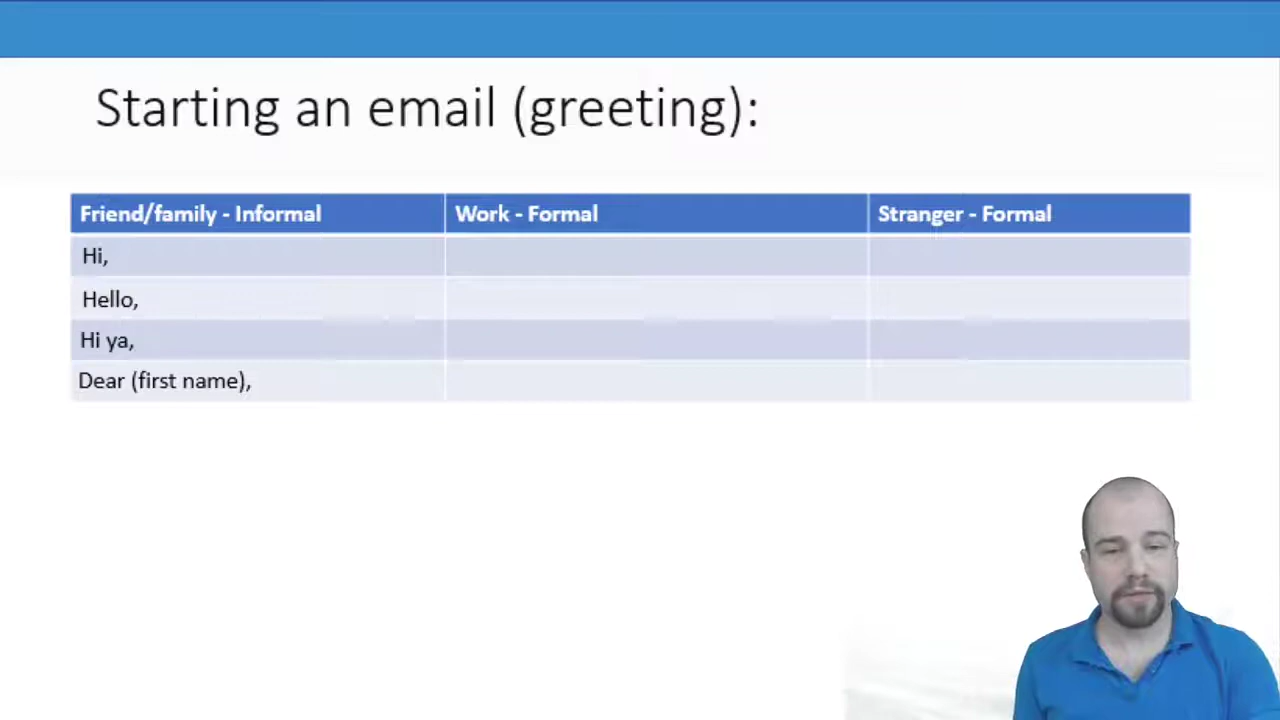 Starting an email (greeting):
Friend/family - Informal Work - Formal Stranger - Formal
Hi,
Hello,
Hi ya,
Dear (first name),